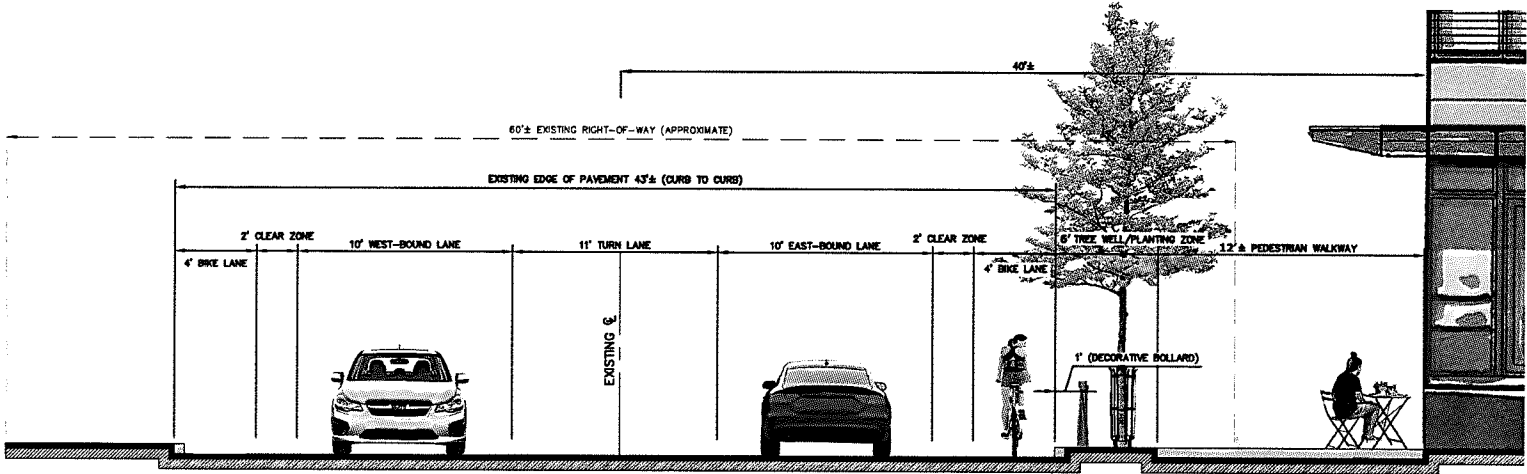 40'±
60'± EXISTING RIGHT-OF-WAY (APPROXIMATE)
EXISTING EDGE OF PAVEMENT 43'± (CURB TO CURB)
2' CLEAR ZONE
10' WEST-BOUND LANE
11' TURN LANE
10' EAST-BOUND LANE
2' CLEAR ZONE
6' TREE WELL/PLANTING ZONE
12'± PEDESTRIAN WALKWAY
4' BIKE LANE
4' BIKE LANE
EXISTING ℄
1' (DECORATIVE BOLLARD)